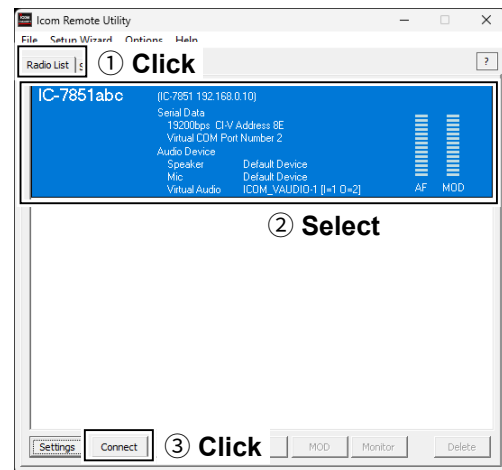 Icom Remote Utility
File Setup Wizard Options Help
Radio List
① Click
?
IC-7851abc (IC-7851 192.168.0.10)
Serial Data
19200bps CI-V Address 8E
Virtual COM Port Number 2
Audio Device
Speaker Default Device
Mic Default Device
Virtual Audio ICOM_VAUDIO-1 [I=1 O=2]
AF MOD
② Select
Settings Connect ③ Click MOD Monitor Delete